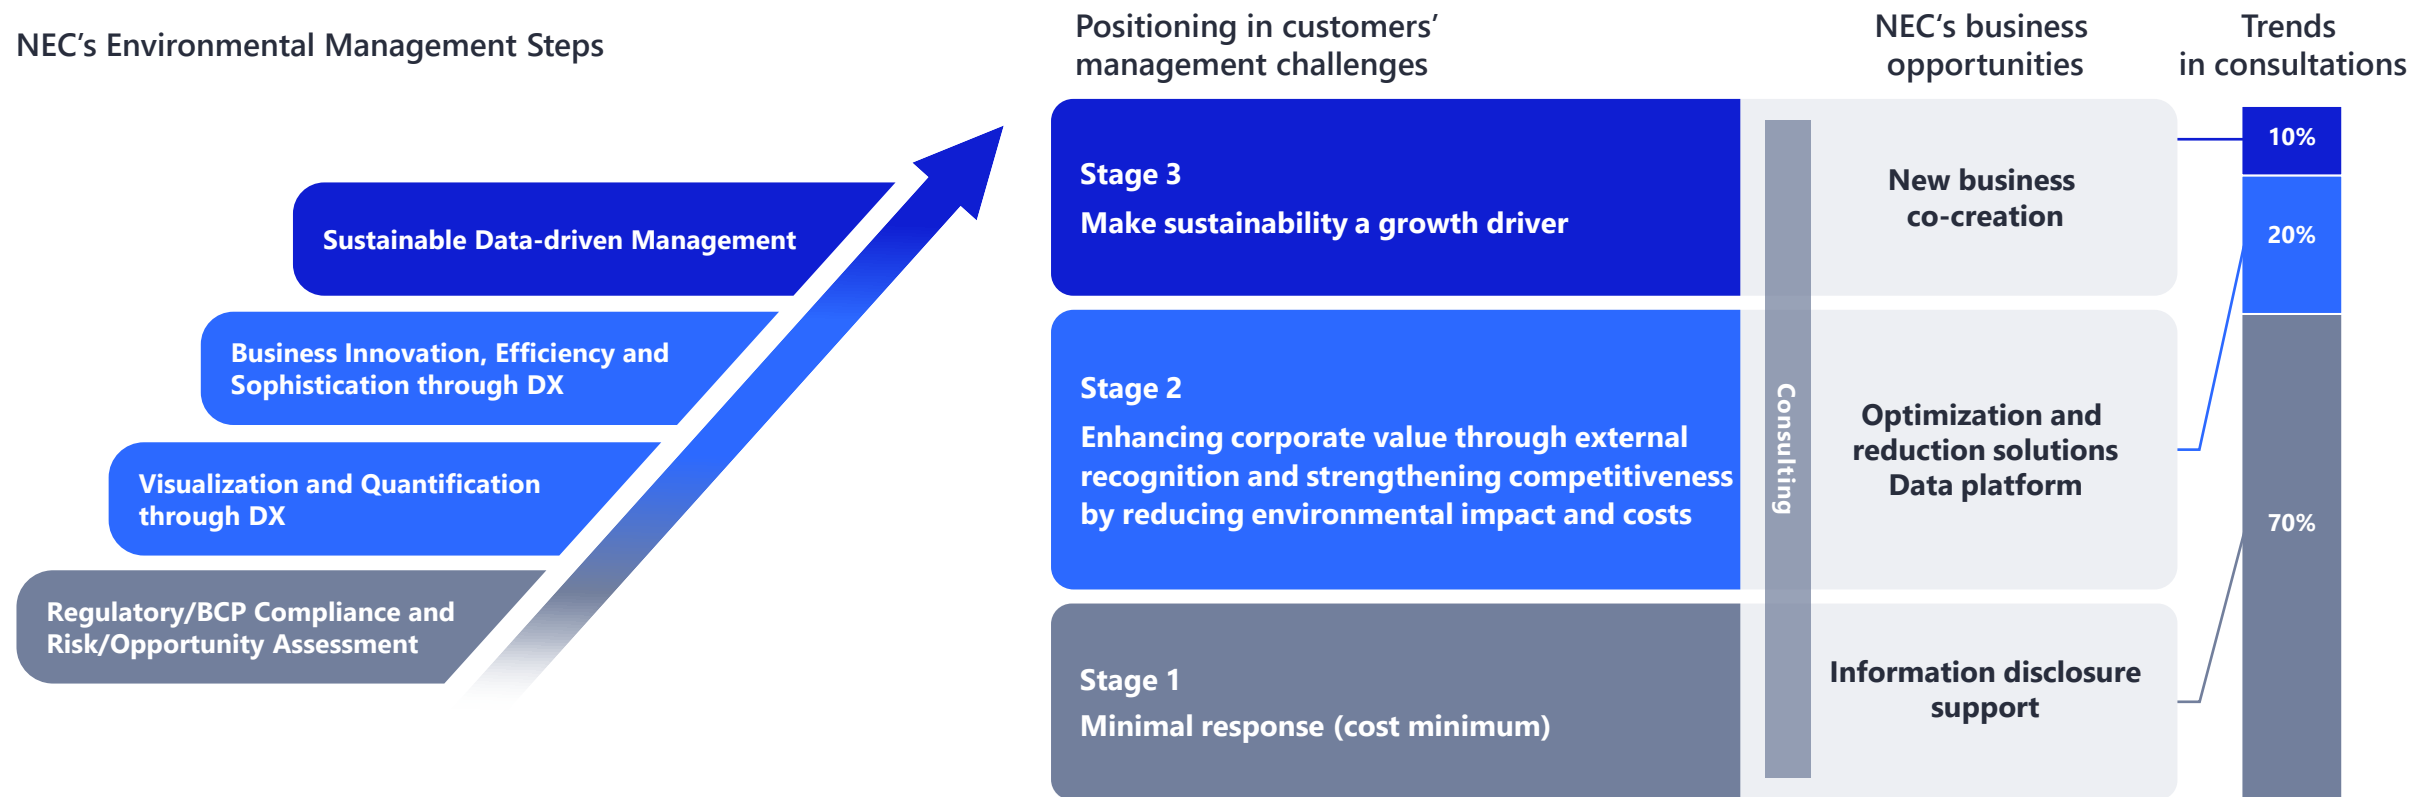 NEC’s Environmental Management Steps
Sustainable Data-driven Management
Business Innovation, Efficiency and
Sophistication through DX
Visualization and Quantification
through DX
Regulatory/BCP Compliance and
Risk/Opportunity Assessment
Positioning in customers’
management challenges
NEC‘s business
opportunities
Trends
in consultations
Stage 3
Make sustainability a growth driver
New business
co-creation
10%
20%
Stage 2
Enhancing corporate value through external
recognition and strengthening competitiveness
by reducing environmental impact and costs
Consulting
Optimization and
reduction solutions
Data platform
70%
Stage 1
Minimal response (cost minimum)
Information disclosure
support